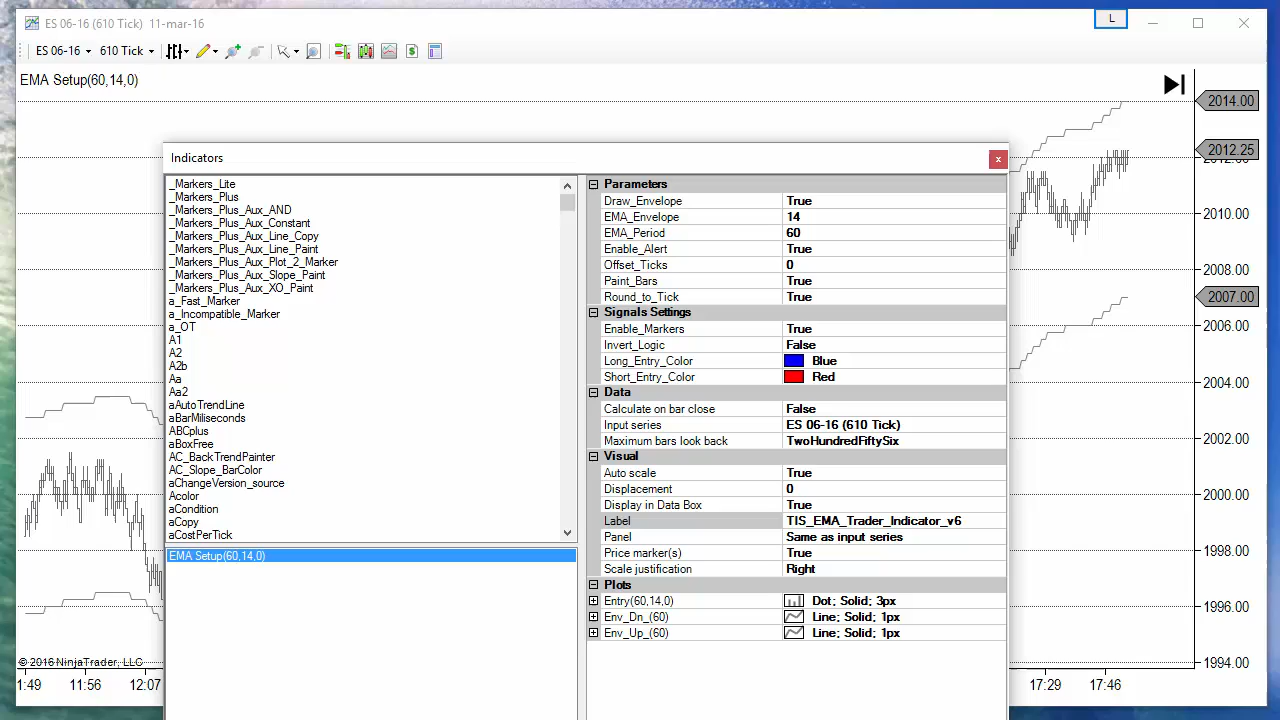 ES 06-16 (610 Tick) 11-mar-16
L
ES 06-16 610 Tick
EMA Setup(60,14,0)
2014.00
2012.25
2010.00
2008.00
2007.00
2006.00
2004.00
2002.00
2000.00
1998.00
1996.00
1994.00
Indicators
x
_Markers_Lite
_Markers_Plus
_Markers_Plus_Aux_AND
_Markers_Plus_Aux_Constant
_Markers_Plus_Aux_Line_Copy
_Markers_Plus_Aux_Line_Paint
_Markers_Plus_Aux_Plot_2_Marker
_Markers_Plus_Aux_Slope_Paint
_Markers_Plus_Aux_XO_Paint
a_Fast_Marker
a_Incompatible_Marker
a_OT
A1
A2
A2b
Aa
Aa2
aAutoTrendLine
aBarMiliseconds
ABCplus
aBoxFree
AC_BackTrendPainter
AC_Slope_BarColor
aChangeVersion_source
Acolor
aCondition
aCopy
aCostPerTick
EMA Setup(60,14,0)
Parameters
Draw_Envelope True
EMA_Envelope 14
EMA_Period 60
Enable_Alert True
Offset_Ticks 0
Paint_Bars True
Round_to_Tick True
Signals Settings
Enable_Markers True
Invert_Logic False
Long_Entry_Color Blue
Short_Entry_Color Red
Data
Calculate on bar close False
Input series ES 06-16 (610 Tick)
Maximum bars look back TwoHundredFiftySix
Visual
Auto scale True
Displacement 0
Display in Data Box True
Label TIS_EMA_Trader_Indicator_v6
Panel Same as input series
Price marker(s) True
Scale justification Right
Plots
Entry(60,14,0) Dot; Solid; 3px
Env_Dn_(60) Line; Solid; 1px
Env_Up_(60) Line; Solid; 1px
© 2016 NinjaTrader, LLC
1:49 11:56 12:07 17:29 17:46